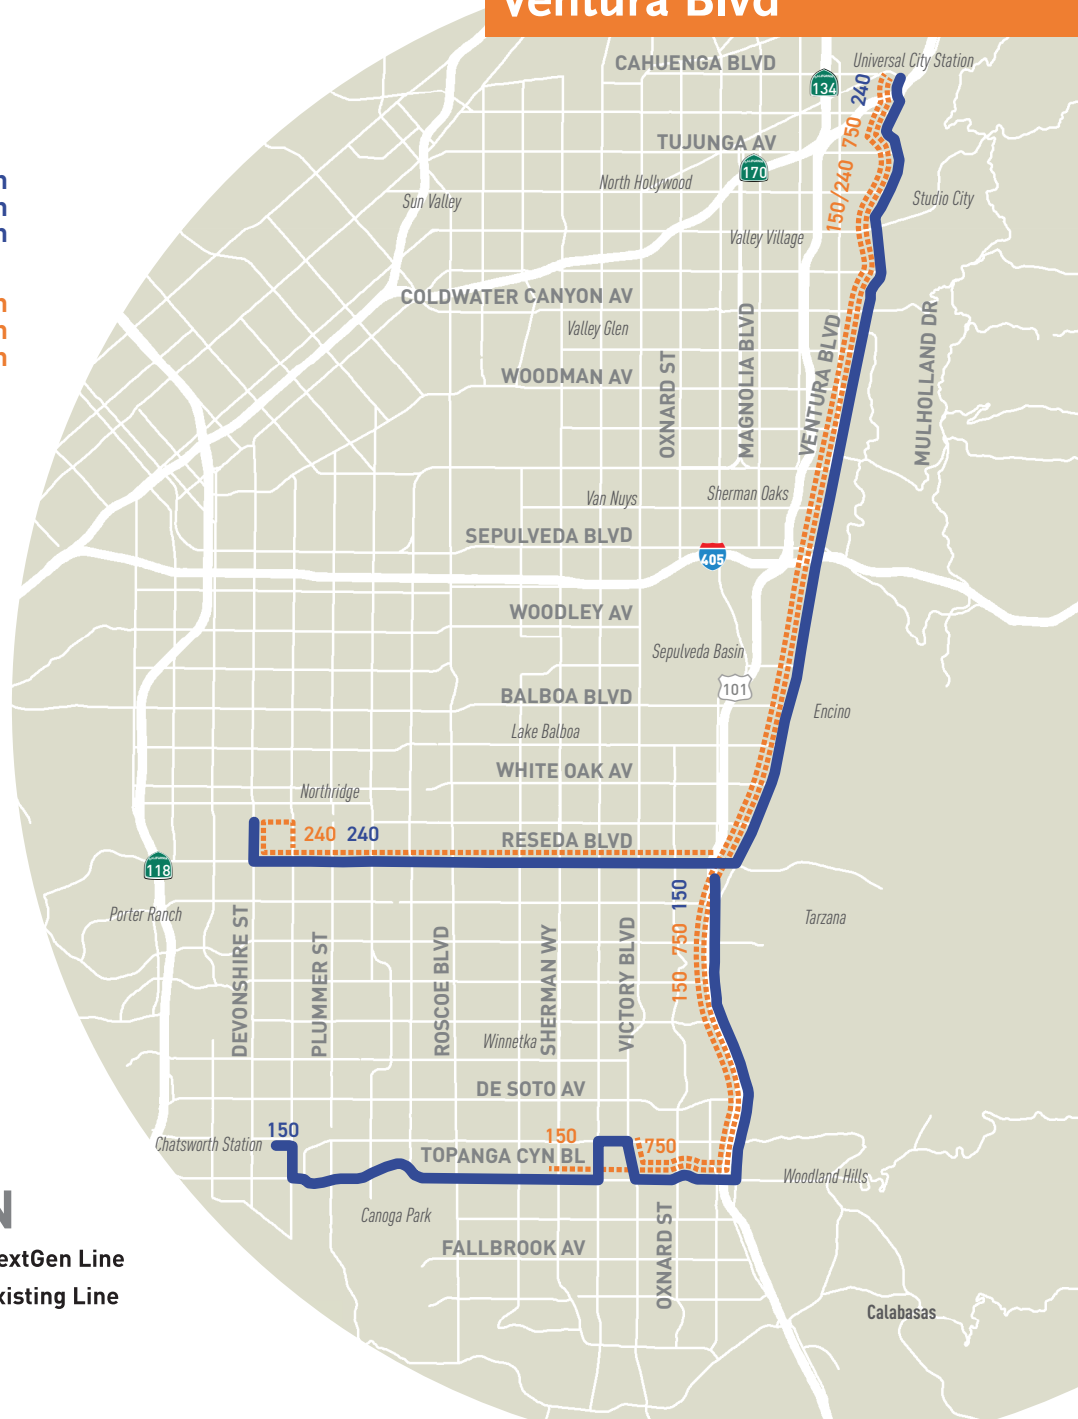 Ventura Blvd
CAHUENGA BLVD
Universal City Station
134
240
TUJUNGA AV
750
170
North Hollywood
150/240
Sun Valley
Studio City
Valley Village
COLDWATER CANYON AV
Valley Glen
MAGNOLIA BLVD
VENTURA BLVD
MULHOLLAND DR
OXNARD ST
WOODMAN AV
Van Nuys
Sherman Oaks
SEPULVEDA BLVD
405
WOODLEY AV
Sepulveda Basin
101
BALBOA BLVD
Encino
Lake Balboa
WHITE OAK AV
Northridge
240 240
RESEDA BLVD
118
150
Porter Ranch
Tarzana
750
150
DEVONSHIRE ST
PLUMMER ST
ROSCOE BLVD
SHERMAN WY
VICTORY BLVD
Winnetka
DE SOTO AV
150
Chatsworth Station
150
750
TOPANGA CYN BL
Woodland Hills
Canoga Park
OXNARD ST
FALLBROOK AV
Calabasas
N
Line
Line